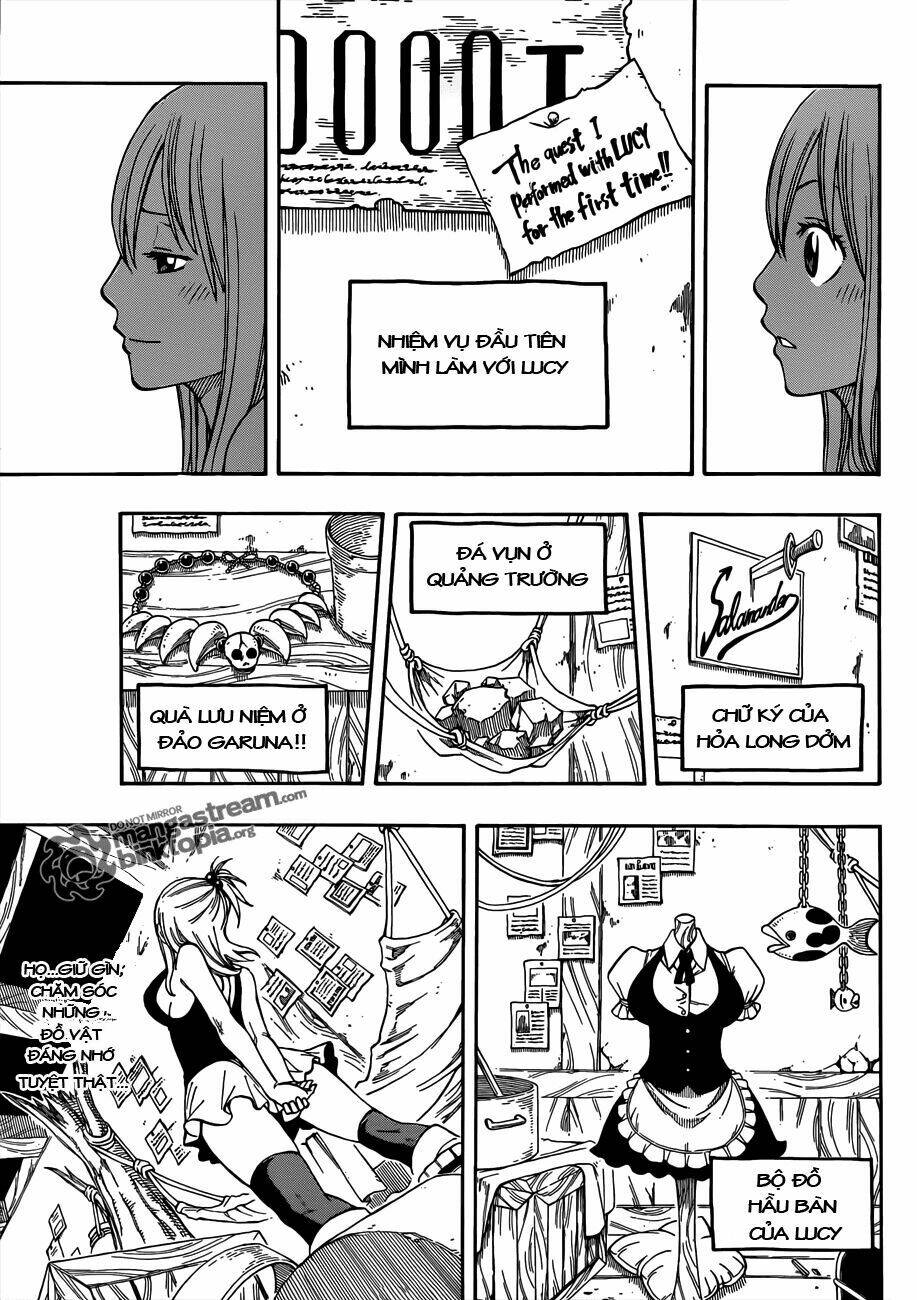 0000T
The quest I
performed with LUCY
for the first time!!
NHIỆM VỤ ĐẦU TIÊN
MÌNH LÀM VỚI LUCY
Salamander
CHỮ KÝ CỦA
HỎA LONG DỞM
ĐÁ VỤN Ở
QUẢNG TRƯỜNG
QUÀ LƯU NIỆM Ở
ĐẢO GARUNA!!
DO NOT MIRROR
mangastream.com
binktopia.org
BỘ ĐỒ
HẦU BÀN
CỦA LUCY
HỌ...GIỮ GÌN,
CHĂM SÓC
NHỮNG
ĐỒ VẬT
ĐÁNG NHỚ
TUYỆT THẬT...